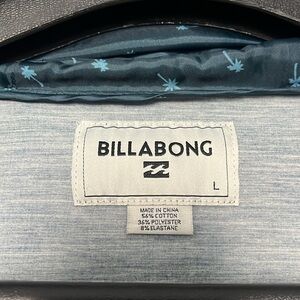 BILLABONG
L
MADE IN CHINA
56% COTTON
36% POLYESTER
8% ELASTANE